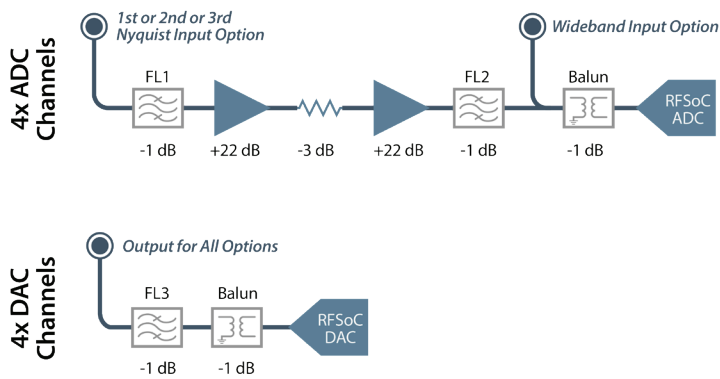 1st or 2nd or 3rd
Nyquist Input Option
Wideband Input Option
4x ADC
Channels
FL1
FL2
Balun
RFSoC
ADC
-1 dB
+22 dB
-3 dB
+22 dB
-1 dB
-1 dB
Output for All Options
4x DAC
Channels
FL3
Balun
RFSoC
DAC
-1 dB
-1 dB